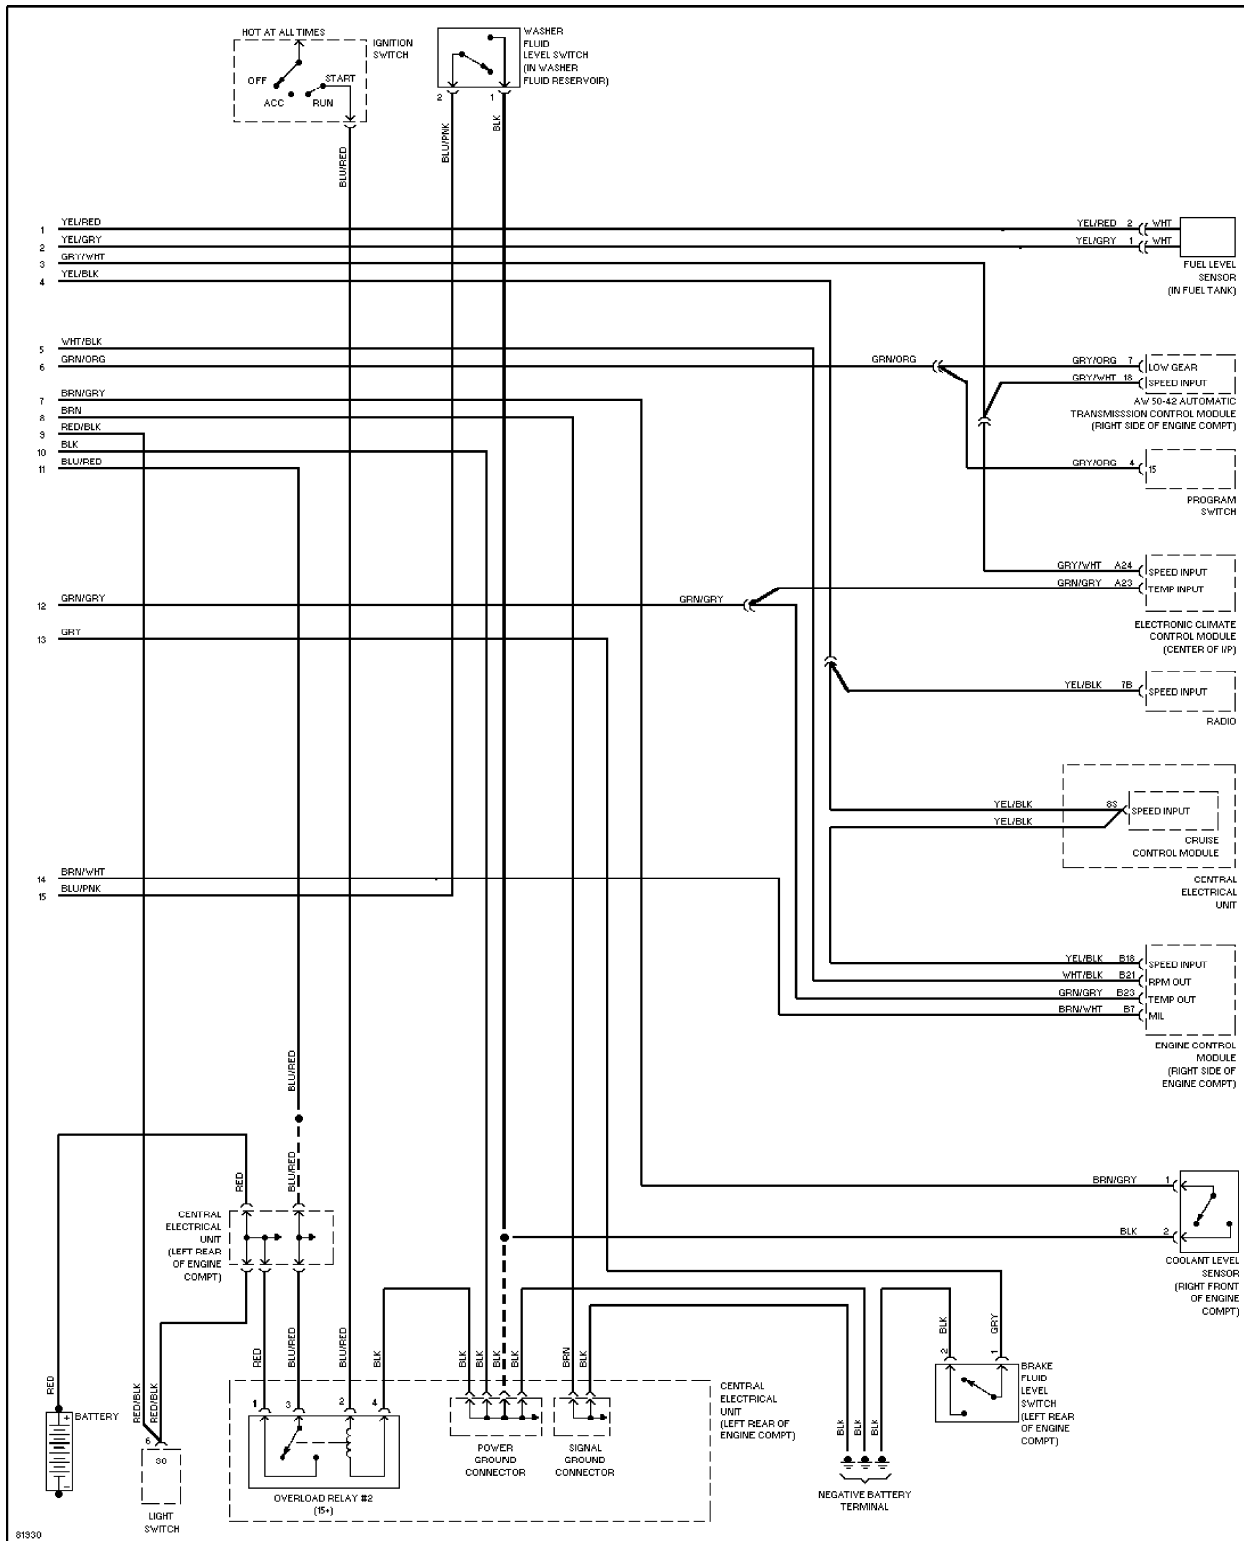 HOT AT ALL TIMES
IGNITION
SWITCH
OFF
START
ACC
RUN
WASHER
FLUID
LEVEL SWITCH
(IN WASHER
FLUID RESERVOIR)
2
1
BLU/RED
BLU/PNK
BLK
1 YEL/RED
2 YEL/GRY
3 GRY/WHT
4 YEL/BLK
YEL/RED 2 WHT
YEL/GRY 1 WHT
FUEL LEVEL
SENSOR
(IN FUEL TANK)
5 WHT/BLK
6 GRN/ORG
7 BRN/GRY
8 BRN
9 RED/BLK
10 BLK
11 BLU/RED
GRN/ORG
GRY/ORG 7 LOW GEAR
GRY/WHT 18 SPEED INPUT
AW 50-42 AUTOMATIC
TRANSMISSSION CONTROL MODULE
(RIGHT SIDE OF ENGINE COMPT)
GRY/ORG 4 15
PROGRAM
SWITCH
GRY/WHT A24 SPEED INPUT
GRN/GRY A23 TEMP INPUT
ELECTRONIC CLIMATE
CONTROL MODULE
(CENTER OF I/P)
12 GRN/GRY
GRN/GRY
13 GRY
YEL/BLK 7B SPEED INPUT
RADIO
YEL/BLK 8S SPEED INPUT
YEL/BLK
CRUISE
CONTROL MODULE
CENTRAL
ELECTRICAL
UNIT
14 BRN/WHT
15 BLU/PNK
YEL/BLK B18 SPEED INPUT
WHT/BLK B21 RPM OUT
GRN/GRY B23 TEMP OUT
BRN/WHT B7 MIL
ENGINE CONTROL
MODULE
(RIGHT SIDE OF
ENGINE COMPT)
BLU/RED
RED
BLU/RED
CENTRAL
ELECTRICAL
UNIT
(LEFT REAR
OF ENGINE
COMPT)
BRN/GRY 1
BLK 2
COOLANT LEVEL
SENSOR
(RIGHT FRONT
OF ENGINE
COMPT)
RED
BATTERY
+
−
RED/BLK
RED/BLK
6
30
LIGHT
SWITCH
RED
BLU/RED
BLU/RED
BLK
1
3
2
4
OVERLOAD RELAY #2
(15+)
BLK
BLK
BLK
BLK
POWER
GROUND
CONNECTOR
BRN
BLK
SIGNAL
GROUND
CONNECTOR
CENTRAL
ELECTRICAL
UNIT
(LEFT REAR OF
ENGINE COMPT)
BLK
BLK
BLK
NEGATIVE BATTERY
TERMINAL
BLK
GRY
2
1
BRAKE
FLUID
LEVEL
SWITCH
(LEFT REAR
OF ENGINE
COMPT)
81930